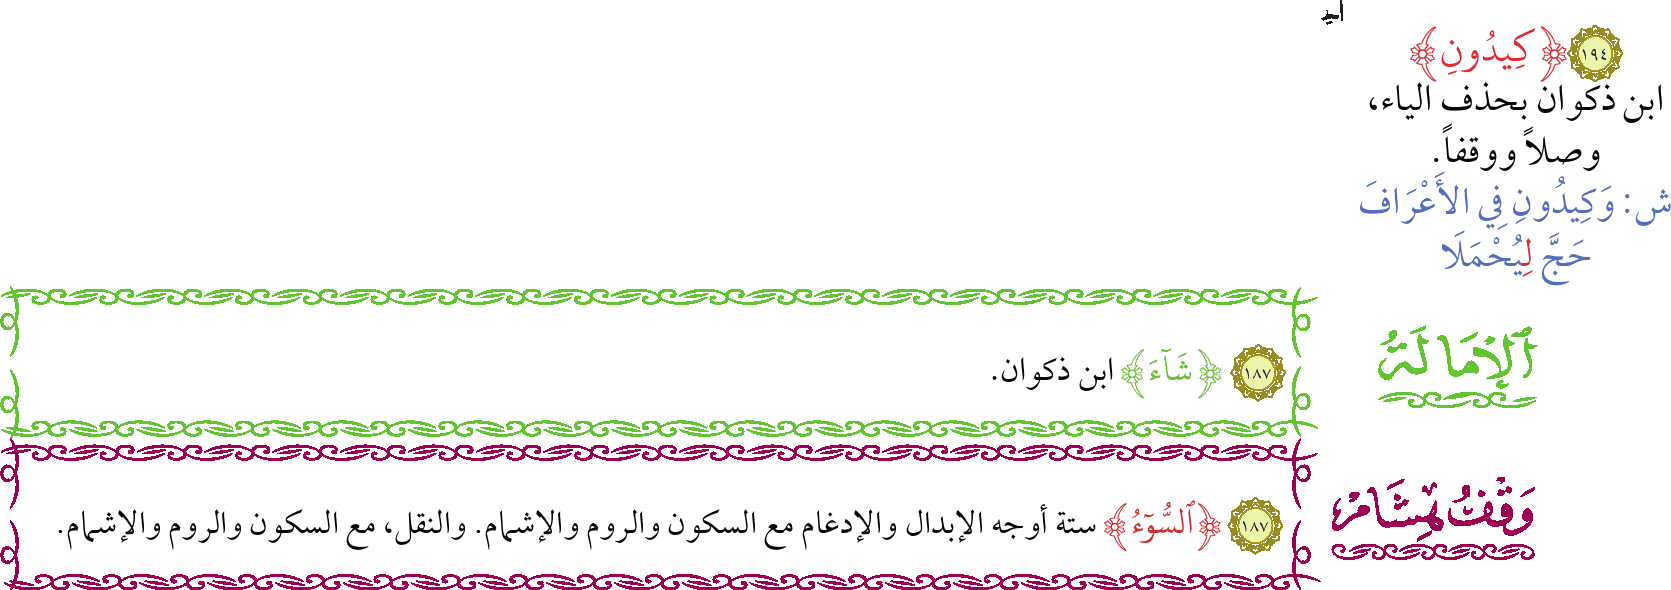 ١٩٤ ﴿كِيدُونِ﴾
ابن ذكوان بحذف الياء،
وصلاً ووقفاً.
ش: وَكِيدُونِ فِي الأَعْرَافَ
حَجَّ لِيُحْمَلَا
ٱلْإِمَالَةُ
١٨٧ ﴿شَآءَ﴾ ابن ذكوان.
وَقْفُ هِشَامٍ
١٨٧ ﴿ٱلسُّوٓءُ﴾ ستة أوجه الإبدال والإدغام مع السكون والروم والإشمام. والنقل، مع السكون والروم والإشمام.